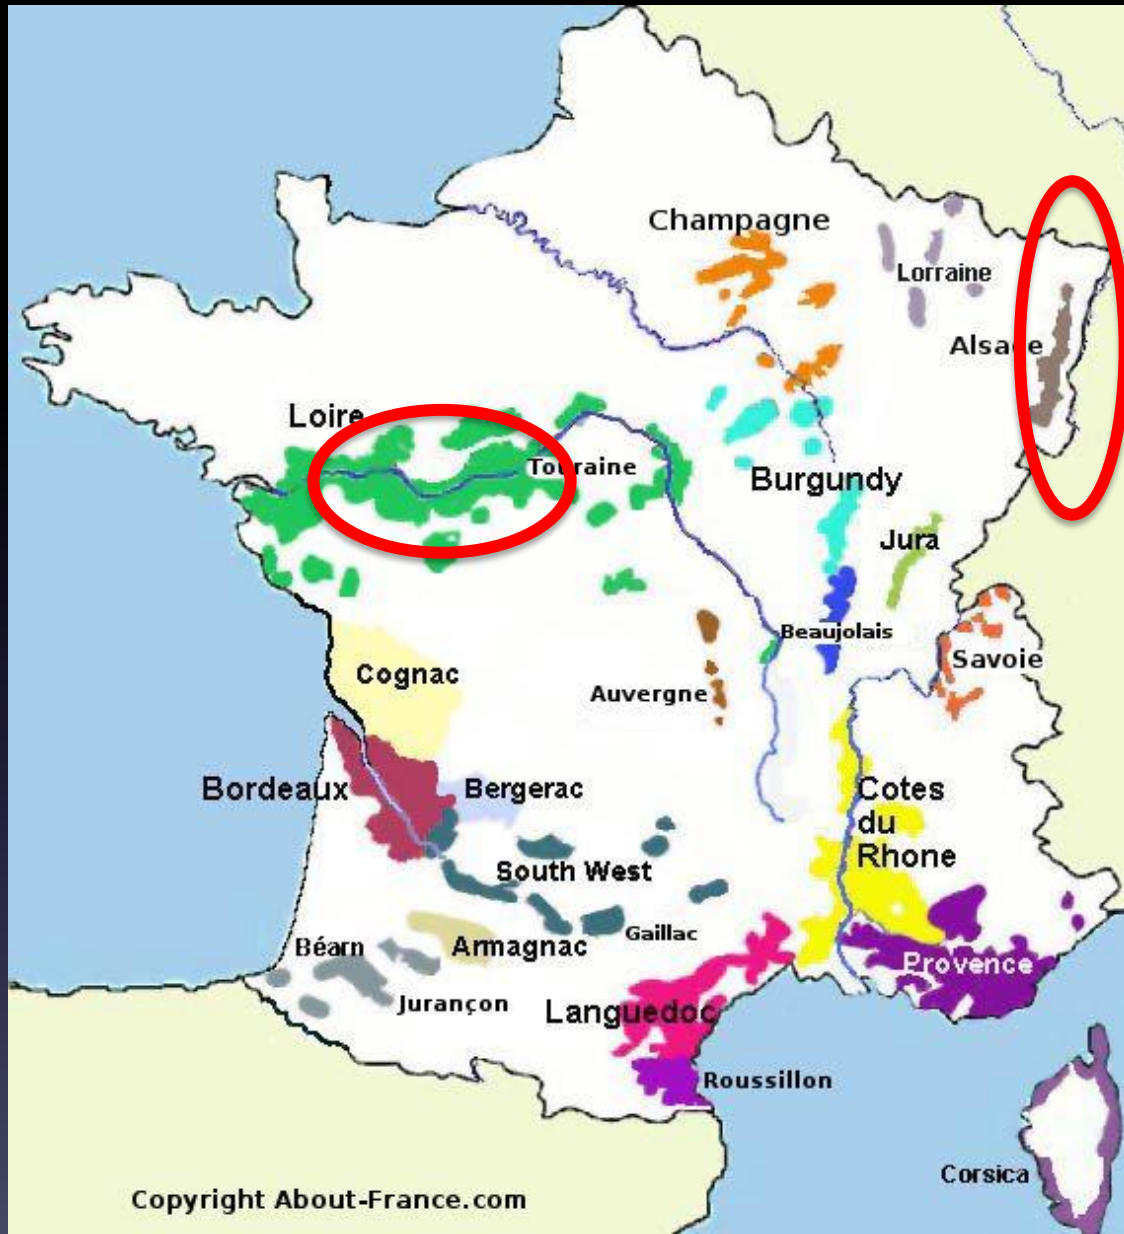 Champagne
Lorraine
Alsace
Loire
Touraine
Burgundy
Jura
Beaujolais
Savoie
Cognac
Auvergne
Bordeaux
Bergerac
Cotes
du
Rhone
South West
Gaillac
Béarn
Armagnac
Provence
Jurançon
Languedoc
Roussillon
Corsica
Copyright About-France.com